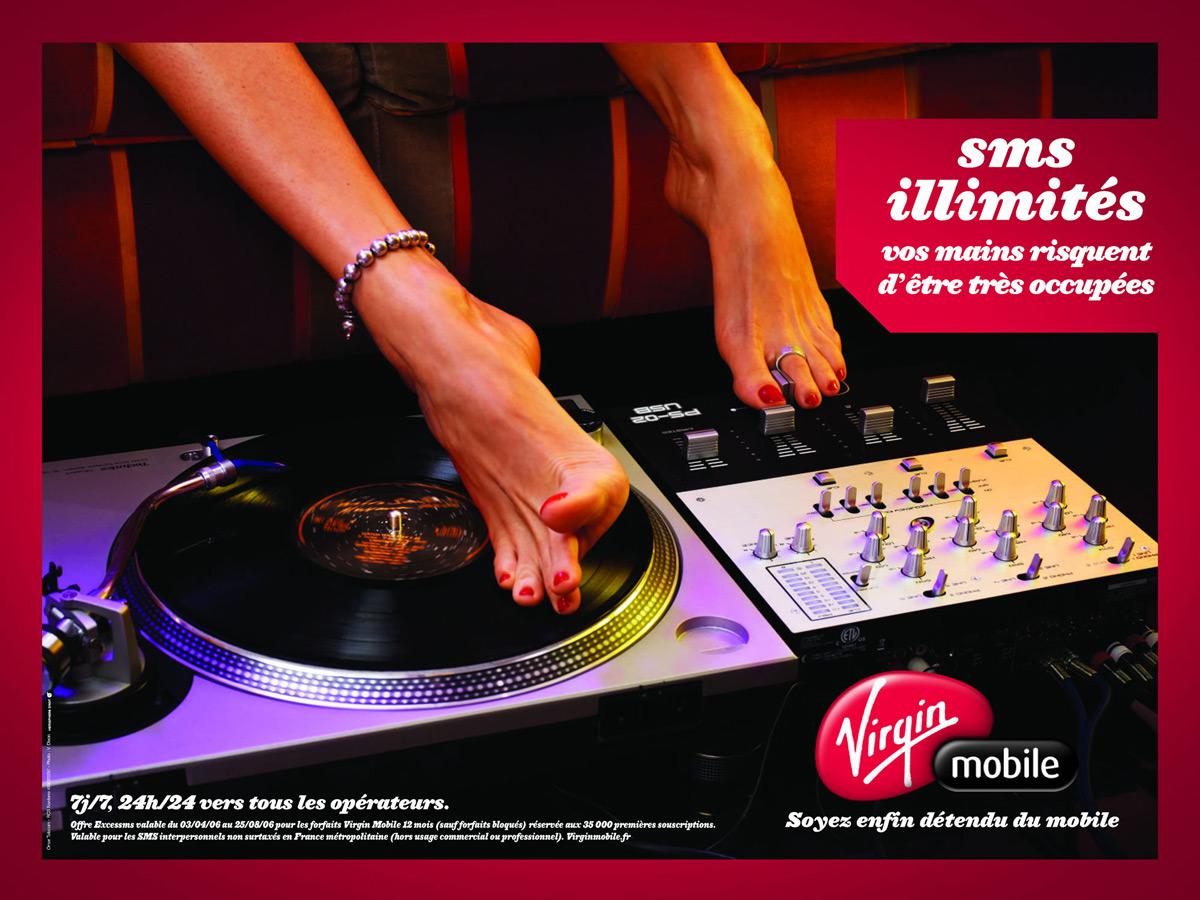 sms
illimités
vos mains risquent
d'être très occupées
PS-02
USB
Technics
Virgin
mobile
7j/7, 24h/24 vers tous les opérateurs.
Offre Excessms valable du 03/04/06 au 25/08/06 pour les forfaits Virgin Mobile 12 mois (sauf forfaits bloqués) réservée aux 35 000 premières souscriptions.
Valable pour les SMS interpersonnels non surtaxés en France métropolitaine (hors usage commercial ou professionnel). Virginmobile.fr
Soyez enfin détendu du mobile